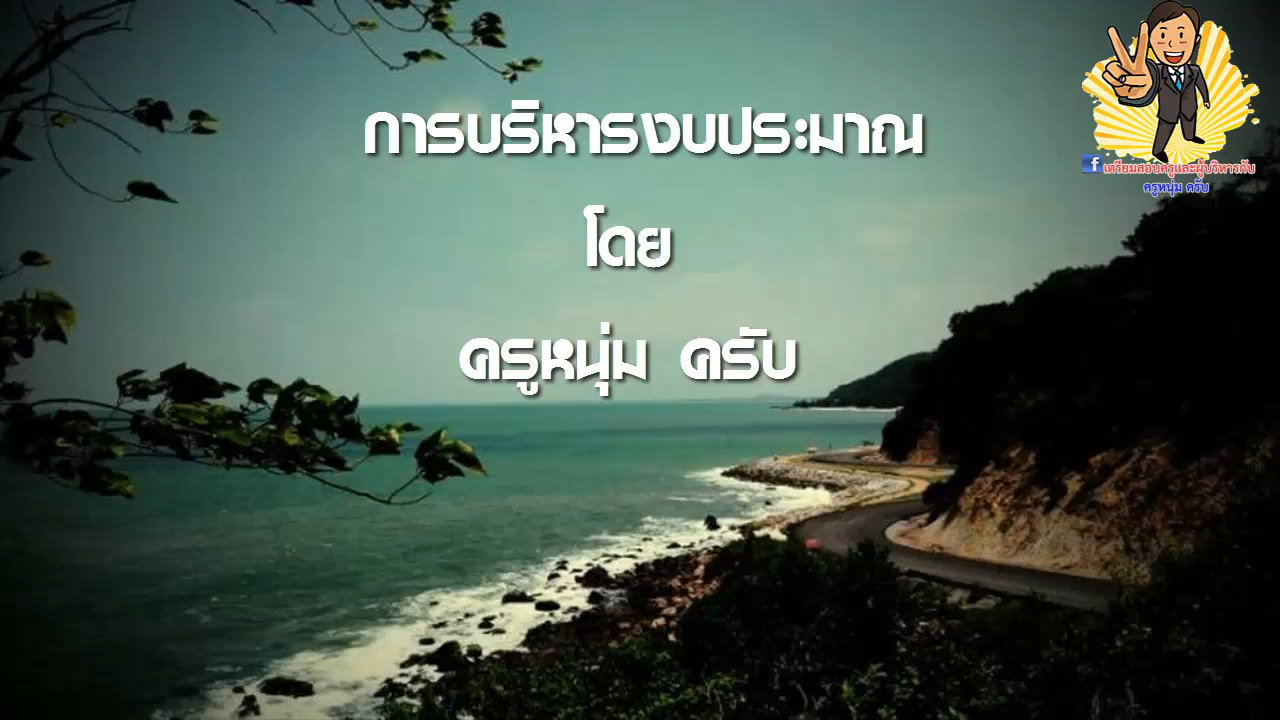 การบริหารงบประมาณ
โดย
ครูหนุ่ม ครับ
f เตรียมสอบครูและผู้บริหารกับ
ครูหนุ่ม ครับ